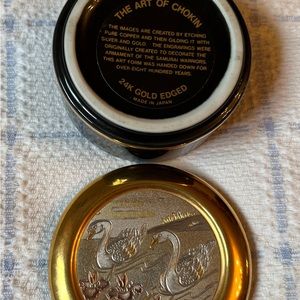 THE ART OF CHOKIN
THE IMAGES ARE CREATED BY ETCHING
PURE COPPER AND THEN GILDING IT WITH
SILVER AND GOLD. THE ENGRAVINGS WERE
ORIGINALLY CREATED TO DECORATE THE
ARMAMENT OF THE SAMURAI WARRIORS.
THIS ART FORM WAS HANDED DOWN FOR
OVER EIGHT HUNDRED YEARS.
24K GOLD EDGED
MADE IN JAPAN